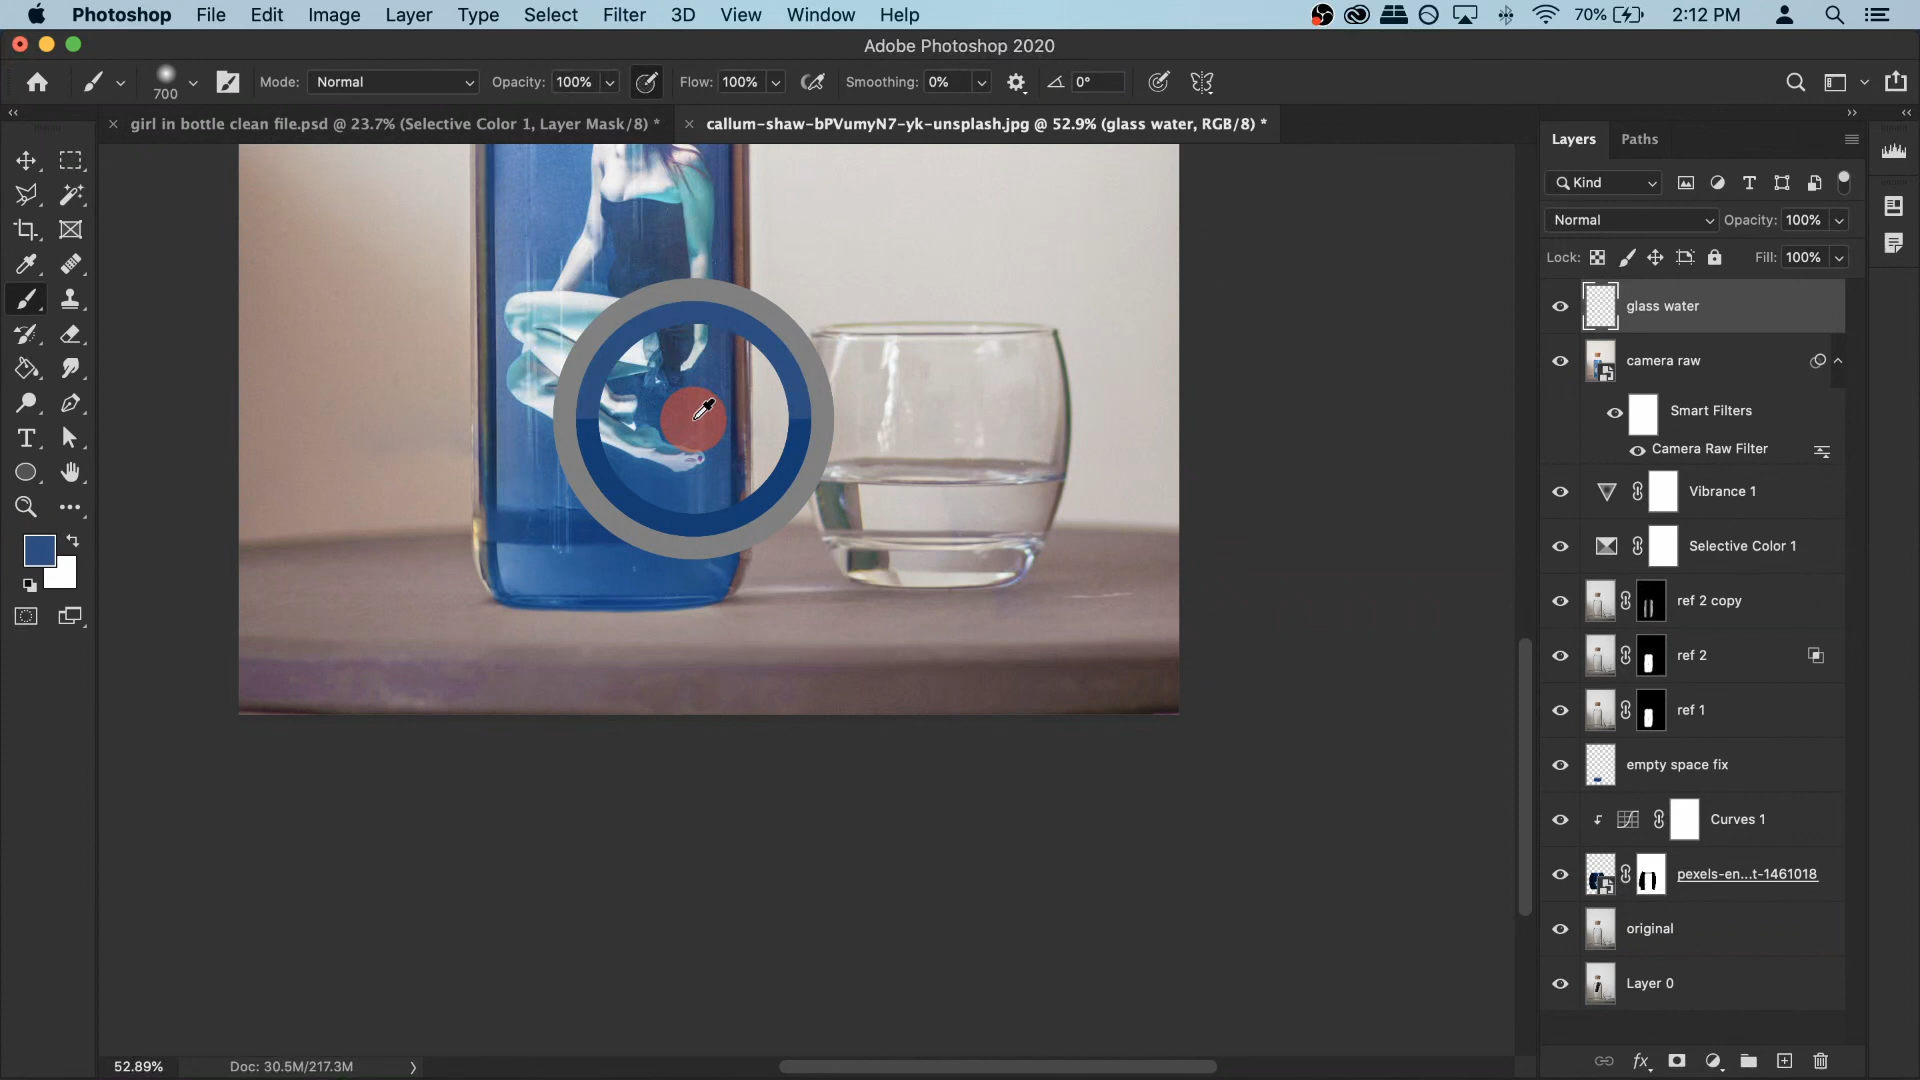 Photoshop File Edit Image Layer Type Select Filter 3D View Window Help 70% 2:12 PM
Adobe Photoshop 2020
700 Mode: Normal Opacity: 100% Flow: 100% Smoothing: 0% 0°
girl in bottle clean file.psd @ 23.7% (Selective Color 1, Layer Mask/8) *
callum-shaw-bPVumyN7-yk-unsplash.jpg @ 52.9% (glass water, RGB/8) *
Layers Paths
Kind
Normal Opacity: 100%
Lock: Fill: 100%
glass water
camera raw
Smart Filters
Camera Raw Filter
Vibrance 1
Selective Color 1
ref 2 copy
ref 2
ref 1
empty space fix
Curves 1
pexels-en...t-1461018
original
Layer 0
52.89% Doc: 30.5M/217.3M